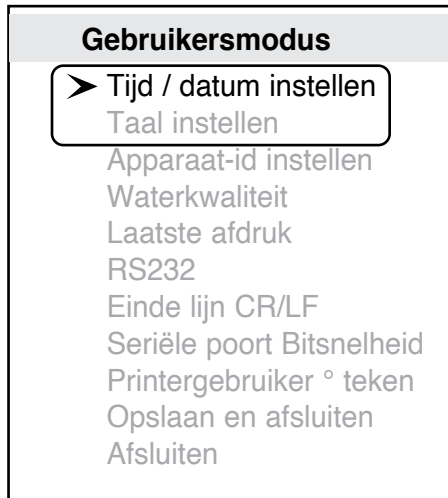 Gebruikersmodus
➤ Tijd / datum instellen
Taal instellen
Apparaat-id instellen
Waterkwaliteit
Laatste afdruk
RS232
Einde lijn CR/LF
Seriële poort Bitsnelheid
Printergebruiker ° teken
Opslaan en afsluiten
Afsluiten